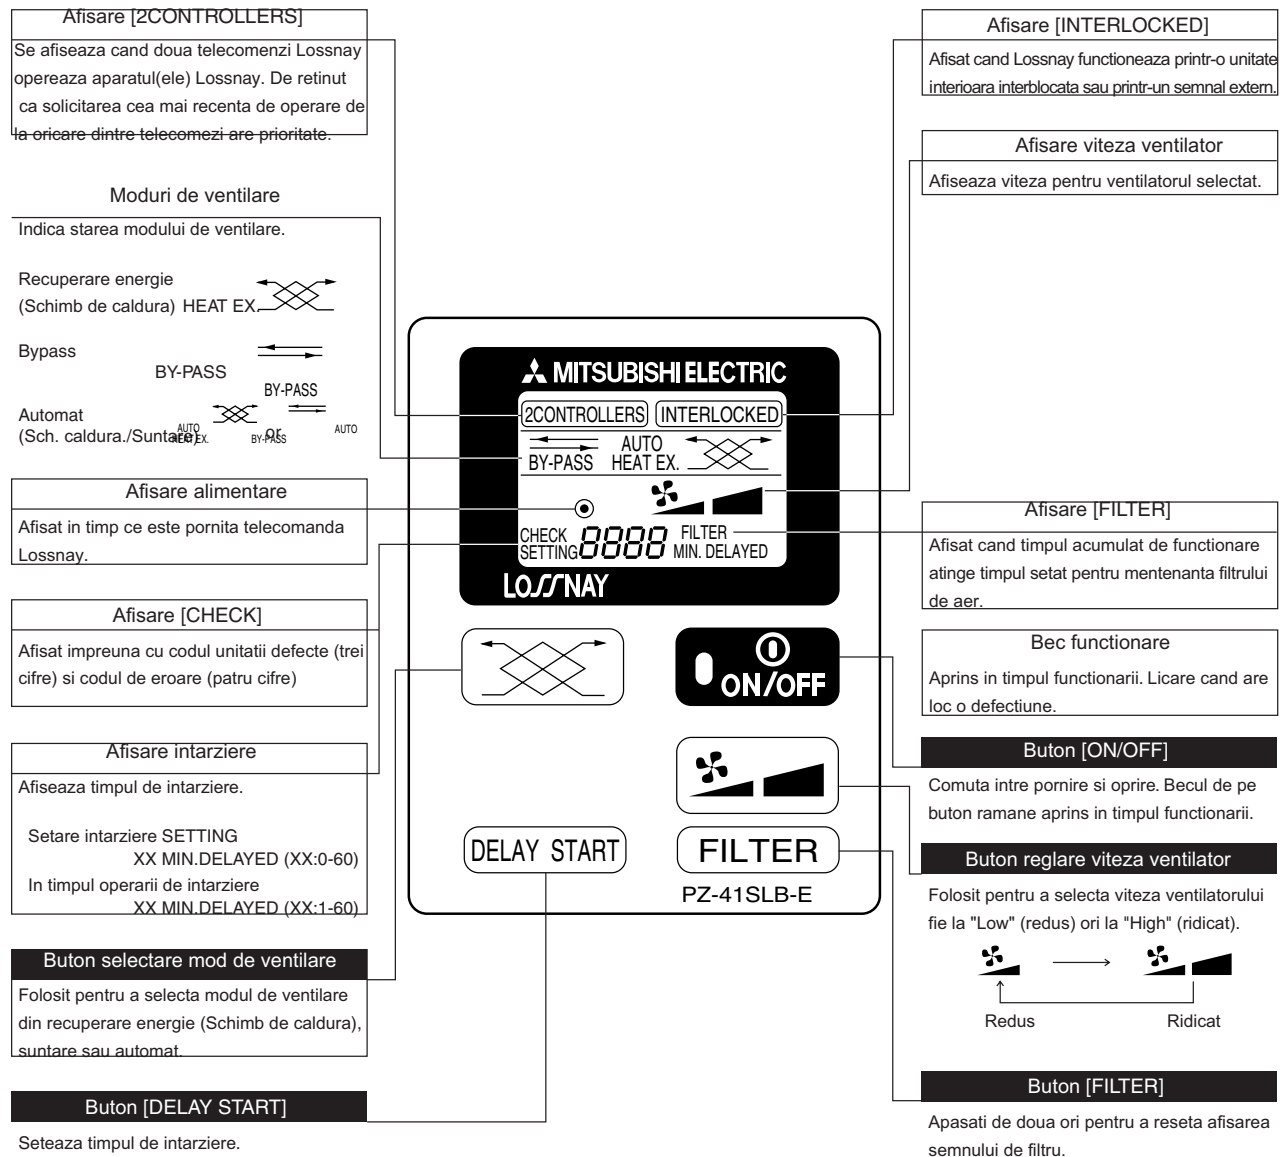 Afisare [2CONTROLLERS]
Se afiseaza cand doua telecomenzi Lossnay
opereaza aparatul(ele) Lossnay. De retinut
ca solicitarea cea mai recenta de operare de
la oricare dintre telecomezi are prioritate.
Moduri de ventilare
Indica starea modului de ventilare.
Recuperare energie
(Schimb de caldura) HEAT EX.
Bypass
BY-PASS
BY-PASS
Automat
(Sch. caldura./Suntare)
AUTO
HEAT EX.
or
BY-PASS
AUTO
Afisare alimentare
Afisat in timp ce este pornita telecomanda
Lossnay.
Afisare [CHECK]
Afisat impreuna cu codul unitatii defecte (trei
cifre) si codul de eroare (patru cifre)
Afisare intarziere
Afiseaza timpul de intarziere.
Setare intarziere SETTING
XX MIN.DELAYED (XX:0-60)
In timpul operarii de intarziere
XX MIN.DELAYED (XX:1-60)
Buton selectare mod de ventilare
Folosit pentru a selecta modul de ventilare
din recuperare energie (Schimb de caldura),
suntare sau automat.
Buton [DELAY START]
Seteaza timpul de intarziere.
MITSUBISHI ELECTRIC
2CONTROLLERS INTERLOCKED
BY-PASS
AUTO
HEAT EX.
CHECK
SETTING
8888
FILTER
MIN. DELAYED
LOSSNAY
ON/OFF
DELAY START
FILTER
PZ-41SLB-E
Afisare [INTERLOCKED]
Afisat cand Lossnay functioneaza printr-o unitate
interioara interblocata sau printr-un semnal extern.
Afisare viteza ventilator
Afiseaza viteza pentru ventilatorul selectat.
Afisare [FILTER]
Afisat cand timpul acumulat de functionare
atinge timpul setat pentru mentenanta filtrului
de aer.
Bec functionare
Aprins in timpul functionarii. Licare cand are
loc o defectiune.
Buton [ON/OFF]
Comuta intre pornire si oprire. Becul de pe
buton ramane aprins in timpul functionarii.
Buton reglare viteza ventilator
Folosit pentru a selecta viteza ventilatorului
fie la "Low" (redus) ori la "High" (ridicat).
Redus Ridicat
Buton [FILTER]
Apasati de doua ori pentru a reseta afisarea
semnului de filtru.